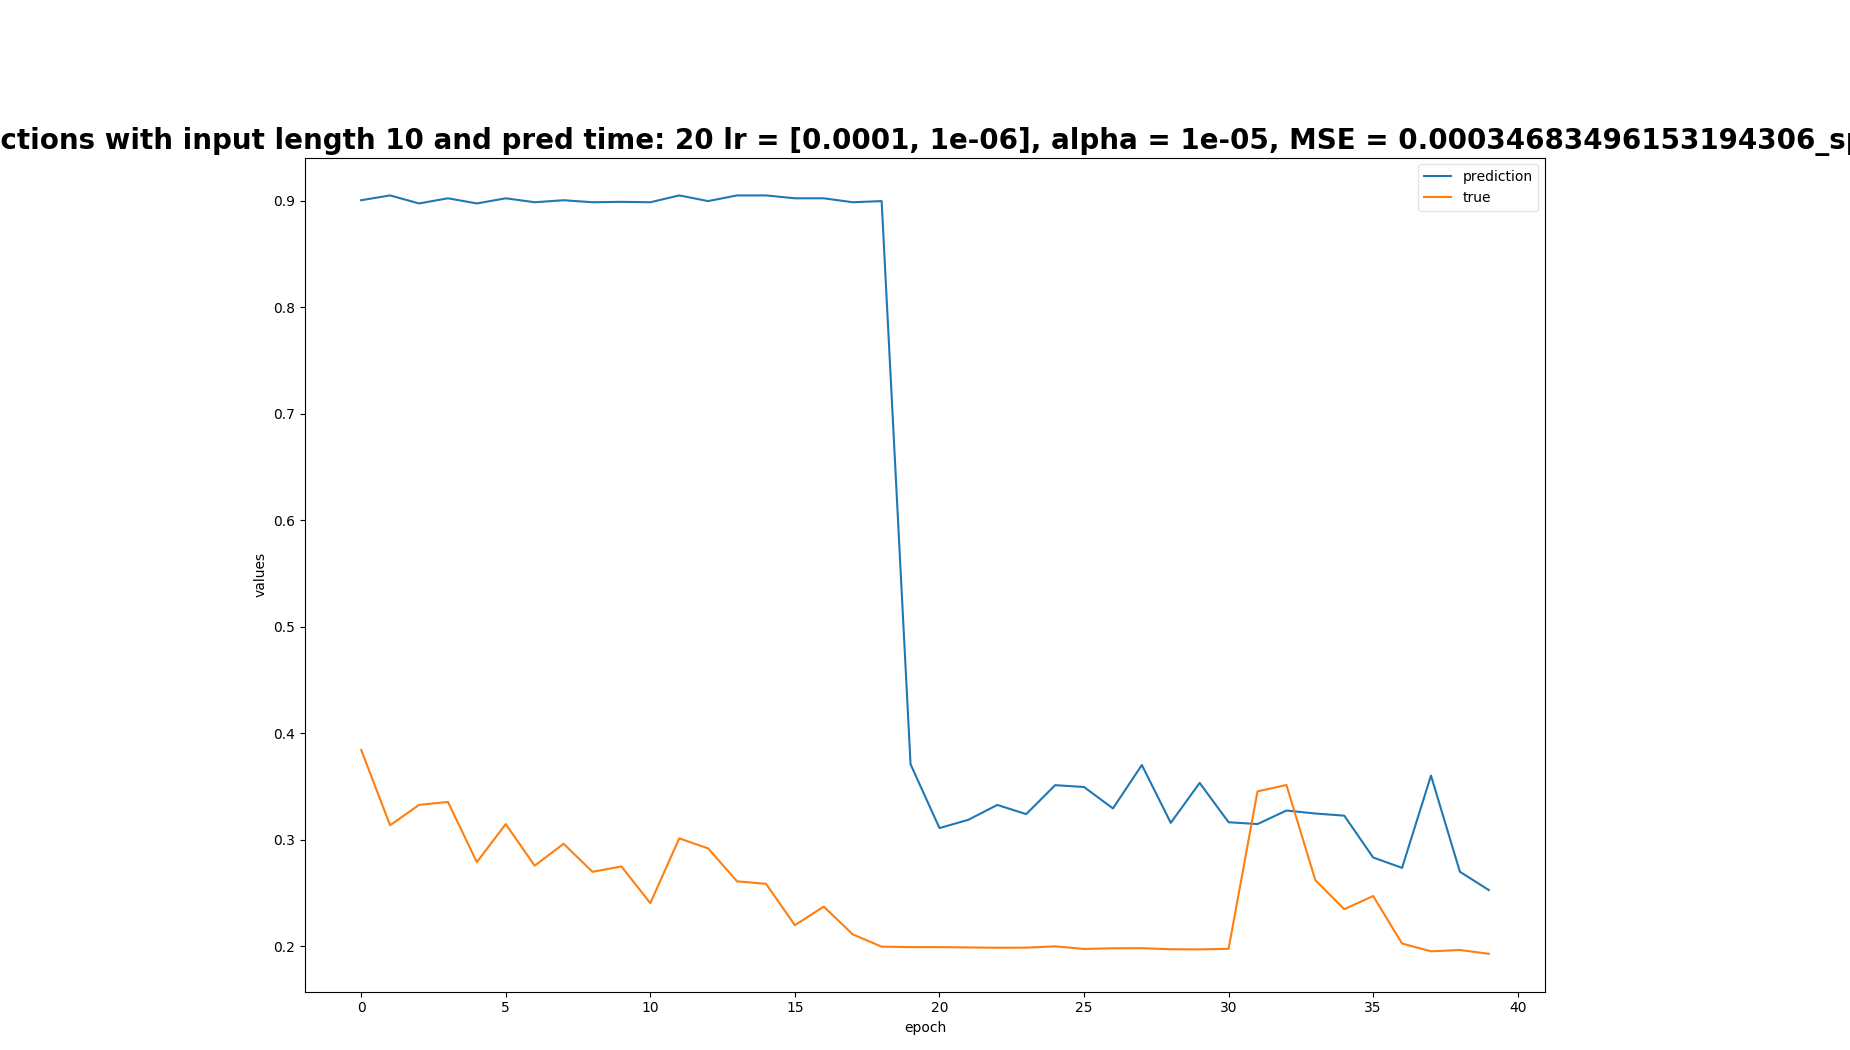 ctions with input length 10 and pred time: 20 lr = [0.0001, 1e-06], alpha = 1e-05, MSE = 0.00034683496153194306_sp
prediction
true
0.9
0.8
0.7
0.6
0.5
0.4
0.3
0.2
values
0 5 10 15 20 25 30 35 40
epoch